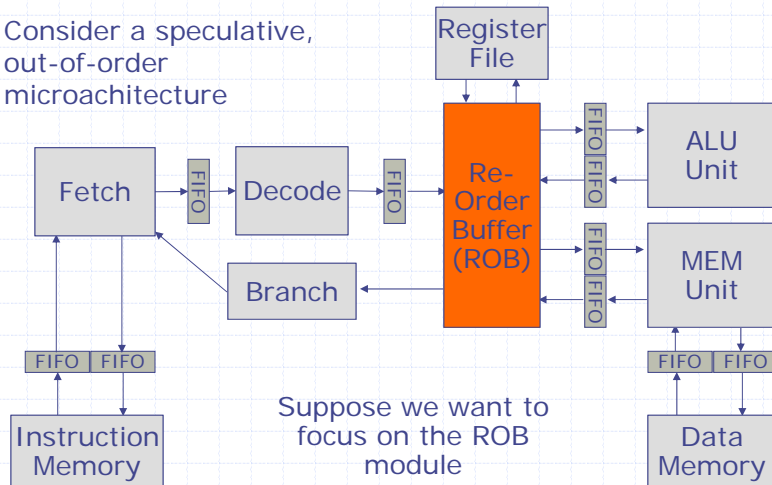 Consider a speculative,
out-of-order
microachitecture
Register
File
Fetch
FIFO
Decode
FIFO
Re-
Order
Buffer
(ROB)
FIFO
FIFO
ALU
Unit
Branch
FIFO
FIFO
MEM
Unit
FIFO
FIFO
FIFO
FIFO
Instruction
Memory
Suppose we want to
focus on the ROB
module
Data
Memory